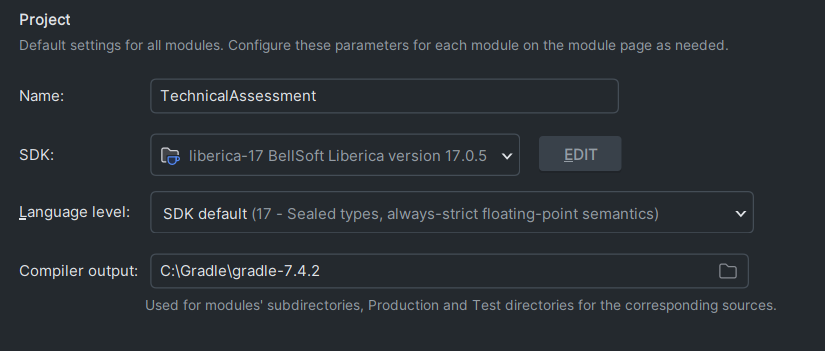 Project
Default settings for all modules. Configure these parameters for each module on the module page as needed.
Name: TechnicalAssessment
SDK: liberica-17 BellSoft Liberica version 17.0.5 EDIT
Language level: SDK default (17 - Sealed types, always-strict floating-point semantics)
Compiler output: C:\Gradle\gradle-7.4.2
Used for modules' subdirectories, Production and Test directories for the corresponding sources.